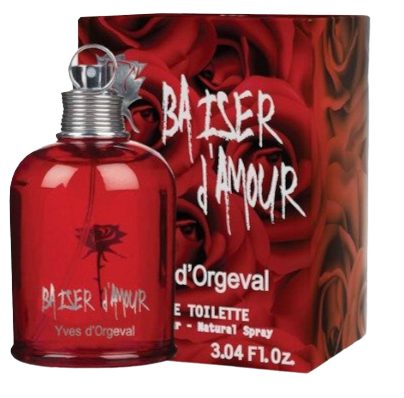 BAISER
d'AMOUR
d'Orgeval
TOILETTE
- Natural Spray
3.04 Fl.Oz.
BAISER d'AMOUR
Yves d'Orgeval